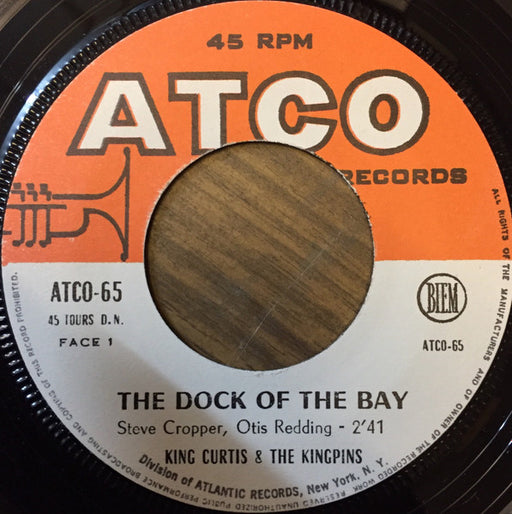 45 RPM
ATCO
RECORDS
ATCO-65
45 TOURS D.N.
FACE 1
BIEM
ATCO-65
THE DOCK OF THE BAY
Steve Cropper, Otis Redding - 2'41
KING CURTIS & THE KINGPINS
Division of ATLANTIC RECORDS, New York, N. Y.
ALL RIGHTS OF THE MANUFACTURERS AND OF OWNER OF THE RECORDED WORK RESERVED
PUBLIC PERFORMANCE BROADCASTING AND COPYING OF THIS RECORD PROHIBITED.